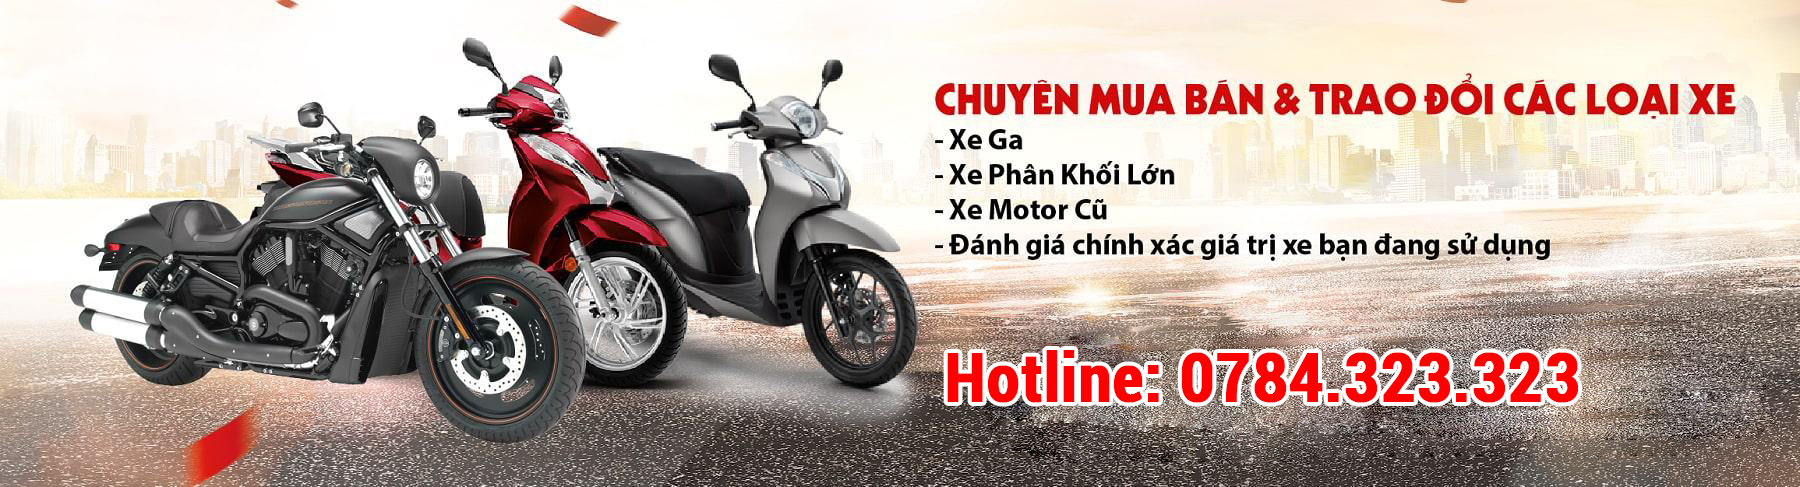 CHUYÊN MUA BÁN & TRAO ĐỔI CÁC LOẠI XE
- Xe Ga
- Xe Phân Khối Lớn
- Xe Motor Cũ
- Đánh giá chính xác giá trị xe bạn đang sử dụng
Hotline: 0784.323.323